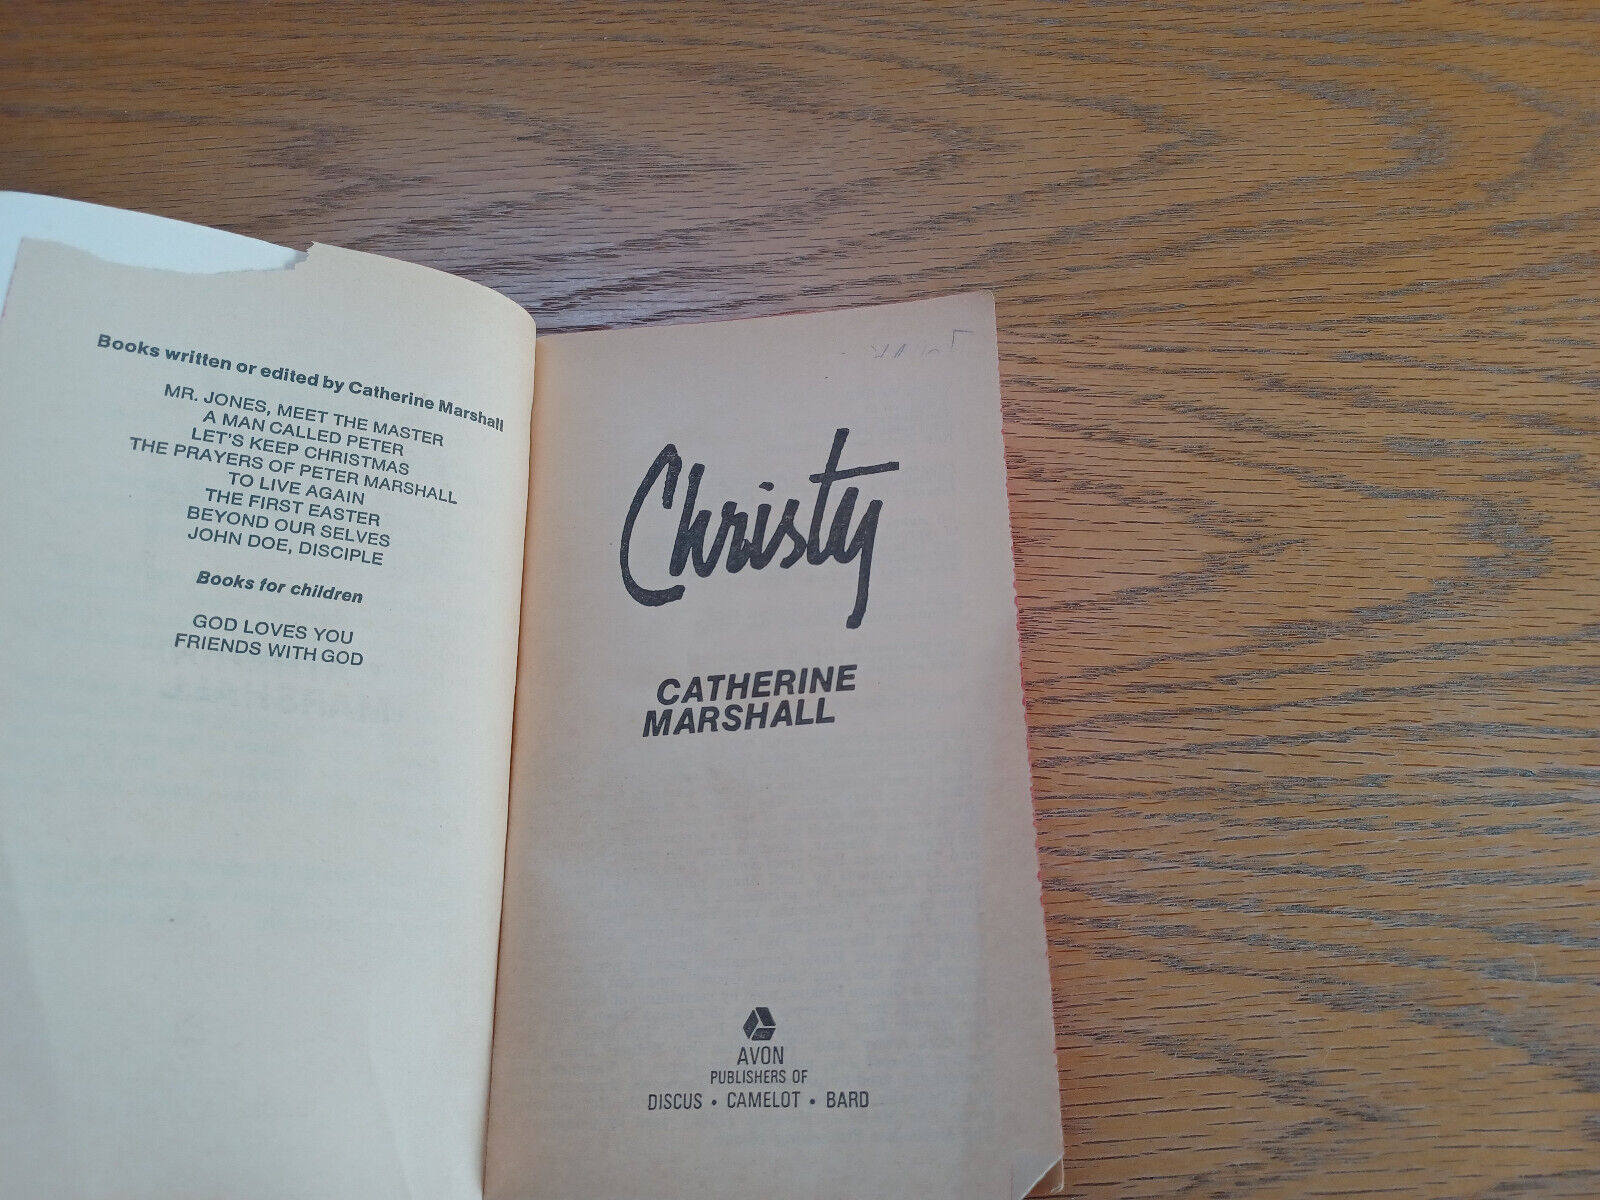 Books written or edited by Catherine Marshall
MR. JONES, MEET THE MASTER
A MAN CALLED PETER
LET'S KEEP CHRISTMAS
THE PRAYERS OF PETER MARSHALL
TO LIVE AGAIN
THE FIRST EASTER
BEYOND OUR SELVES
JOHN DOE, DISCIPLE
Books for children
GOD LOVES YOU
FRIENDS WITH GOD
Christy
CATHERINE
MARSHALL
AVON
PUBLISHERS OF
DISCUS • CAMELOT • BARD